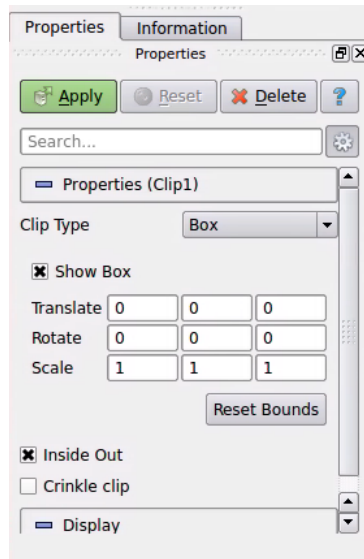 Properties Information
Properties
Apply Reset Delete ?
Search...
Properties (Clip1)
Clip Type Box
Show Box
Translate 0 0 0
Rotate 0 0 0
Scale 1 1 1
Reset Bounds
Inside Out
Crinkle clip
Display